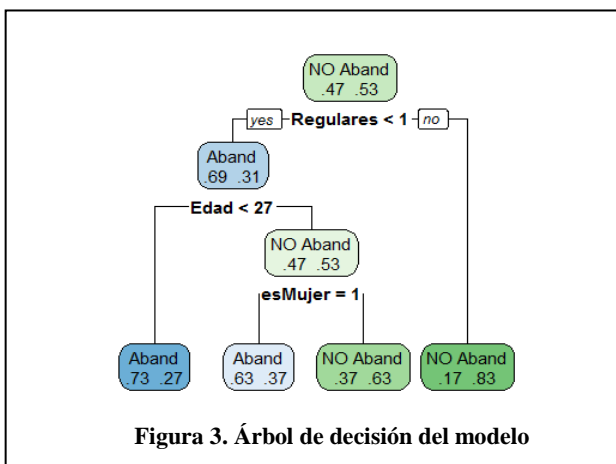 NO Aband
.47 .53
yes Regulares < 1 no
Aband
.69 .31
Edad < 27
NO Aband
.47 .53
esMujer = 1
Aband
.73 .27
Aband
.63 .37
NO Aband
.37 .63
NO Aband
.17 .83
Figura 3. Árbol de decisión del modelo